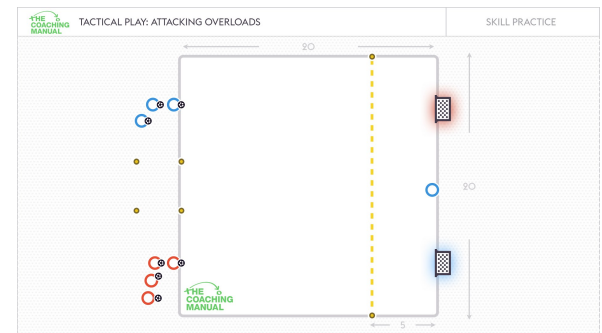 THE
COACHING
MANUAL
TACTICAL PLAY: ATTACKING OVERLOADS
SKILL PRACTICE
20
20
THE
COACHING
MANUAL
5